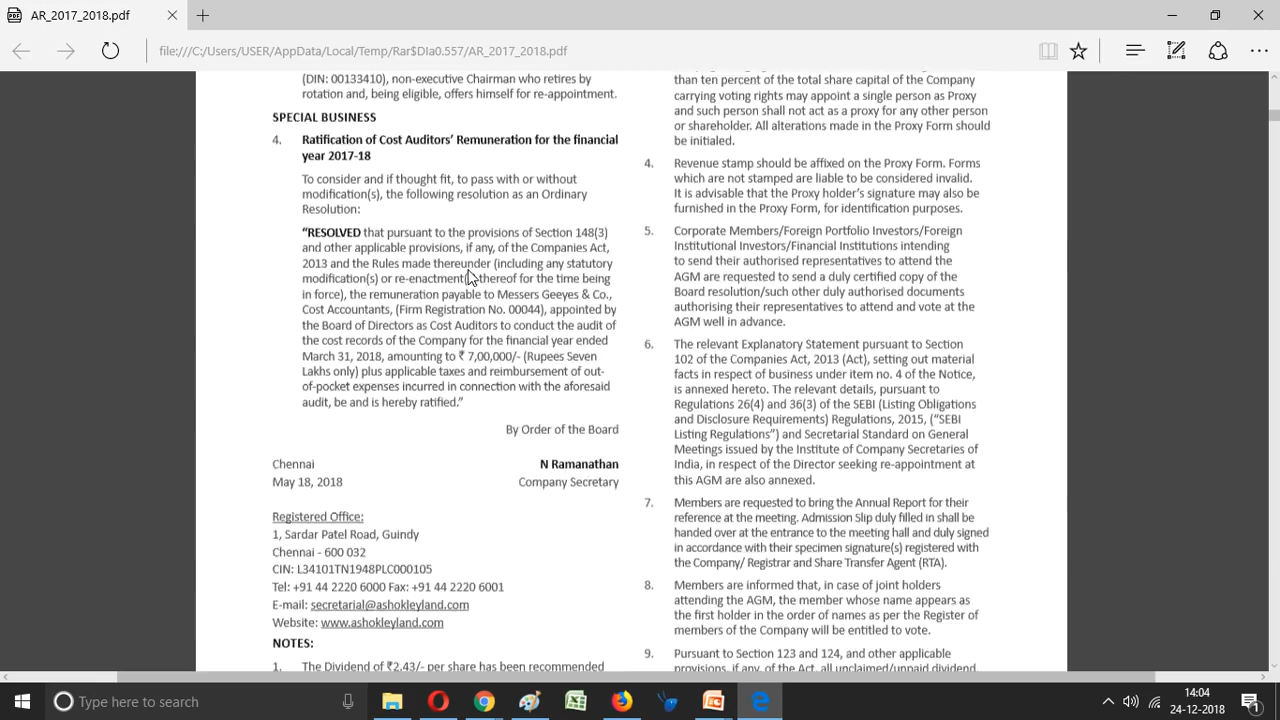 AR_2017_2018.pdf
file:///C:/Users/USER/AppData/Local/Temp/Rar$DIa0.557/AR_2017_2018.pdf
(DIN: 00133410), non-executive Chairman who retires by
rotation and, being eligible, offers himself for re-appointment.
SPECIAL BUSINESS
4. Ratification of Cost Auditors' Remuneration for the financial
year 2017-18
To consider and if thought fit, to pass with or without
modification(s), the following resolution as an Ordinary
Resolution:
"RESOLVED that pursuant to the provisions of Section 148(3)
and other applicable provisions, if any, of the Companies Act,
2013 and the Rules made thereunder (including any statutory
modification(s) or re-enactment(s) thereof for the time being
in force), the remuneration payable to Messers Geeyes & Co.,
Cost Accountants, (Firm Registration No. 00044), appointed by
the Board of Directors as Cost Auditors to conduct the audit of
the cost records of the Company for the financial year ended
March 31, 2018, amounting to ₹ 7,00,000/- (Rupees Seven
Lakhs only) plus applicable taxes and reimbursement of out-
of-pocket expenses incurred in connection with the aforesaid
audit, be and is hereby ratified."
By Order of the Board
Chennai N Ramanathan
May 18, 2018 Company Secretary
Registered Office:
1, Sardar Patel Road, Guindy
Chennai - 600 032
CIN: L34101TN1948PLC000105
Tel: +91 44 2220 6000 Fax: +91 44 2220 6001
E-mail: secretarial@ashokleyland.com
Website: www.ashokleyland.com
NOTES:
1. The Dividend of ₹2.43/- per share has been recommended
than ten percent of the total share capital of the Company
carrying voting rights may appoint a single person as Proxy
and such person shall not act as a proxy for any other person
or shareholder. All alterations made in the Proxy Form should
be initialed.
4. Revenue stamp should be affixed on the Proxy Form. Forms
which are not stamped are liable to be considered invalid.
It is advisable that the Proxy holder's signature may also be
furnished in the Proxy Form, for identification purposes.
5. Corporate Members/Foreign Portfolio Investors/Foreign
Institutional Investors/Financial Institutions intending
to send their authorised representatives to attend the
AGM are requested to send a duly certified copy of the
Board resolution/such other duly authorised documents
authorising their representatives to attend and vote at the
AGM well in advance.
6. The relevant Explanatory Statement pursuant to Section
102 of the Companies Act, 2013 (Act), setting out material
facts in respect of business under item no. 4 of the Notice,
is annexed hereto. The relevant details, pursuant to
Regulations 26(4) and 36(3) of the SEBI (Listing Obligations
and Disclosure Requirements) Regulations, 2015, ("SEBI
Listing Regulations") and Secretarial Standard on General
Meetings issued by the Institute of Company Secretaries of
India, in respect of the Director seeking re-appointment at
this AGM are also annexed.
7. Members are requested to bring the Annual Report for their
reference at the meeting. Admission Slip duly filled in shall be
handed over at the entrance to the meeting hall and duly signed
in accordance with their specimen signature(s) registered with
the Company/ Registrar and Share Transfer Agent (RTA).
8. Members are informed that, in case of joint holders
attending the AGM, the member whose name appears as
the first holder in the order of names as per the Register of
members of the Company will be entitled to vote.
9. Pursuant to Section 123 and 124, and other applicable
provisions, if any, of the Act, all unclaimed/unpaid dividend
Type here to search
14:04
24-12-2018